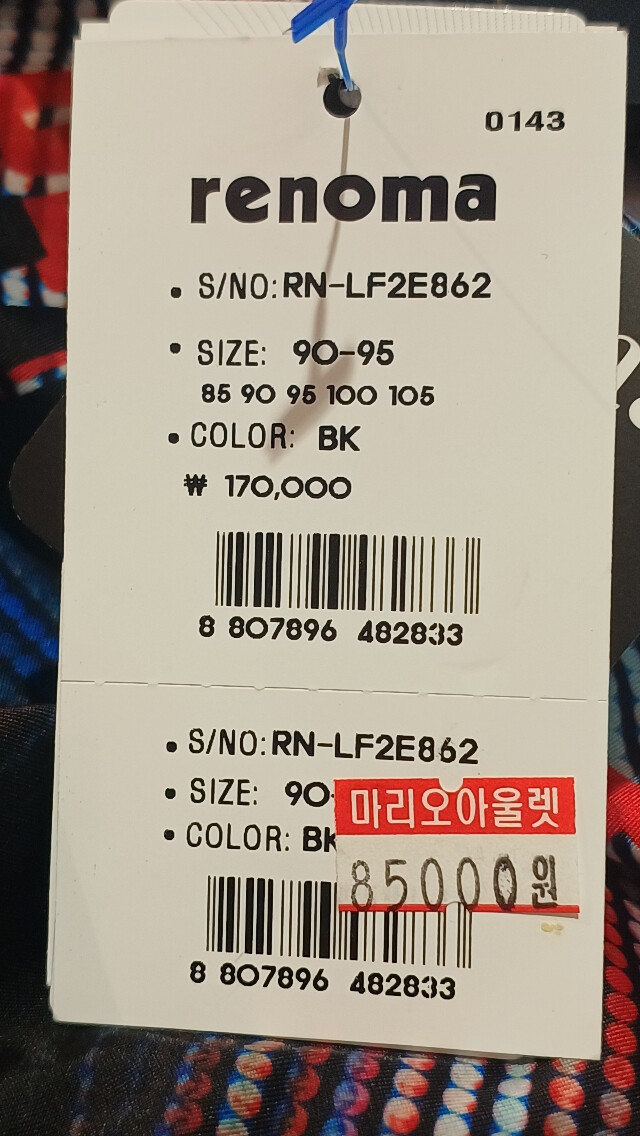 0143
renoma
• S/NO: RN-LF2E862
• SIZE: 90-95
85 90 95 100 105
• COLOR: BK
₩ 170,000
8 807896 482833
• S/NO: RN-LF2E862
• SIZE: 90-
• COLOR: BK
마리오아울렛
85000원
8 807896 482833